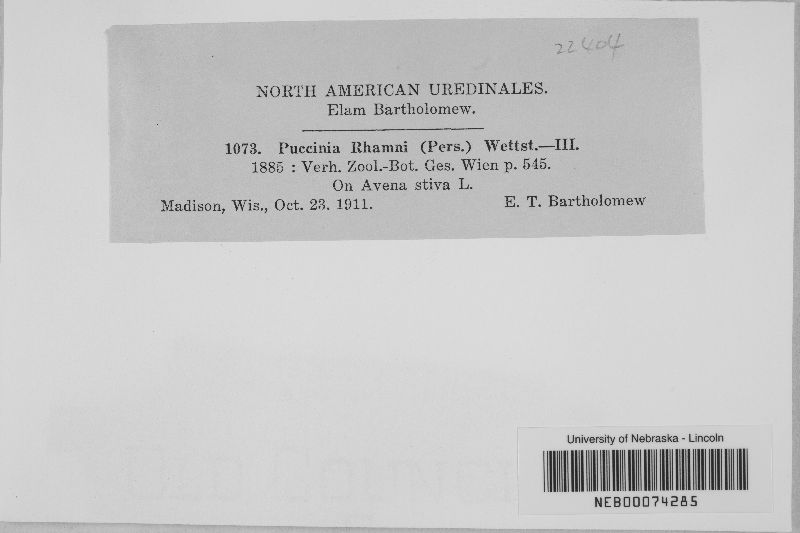 22404
NORTH AMERICAN UREDINALES.
Elam Bartholomew.
1073. Puccinia Rhamni (Pers.) Wettst.—III.
1885 : Verh. Zool.-Bot. Ges. Wien p. 545.
On Avena stiva L.
Madison, Wis., Oct. 23. 1911. E. T. Bartholomew
University of Nebraska - Lincoln
NEB00074285